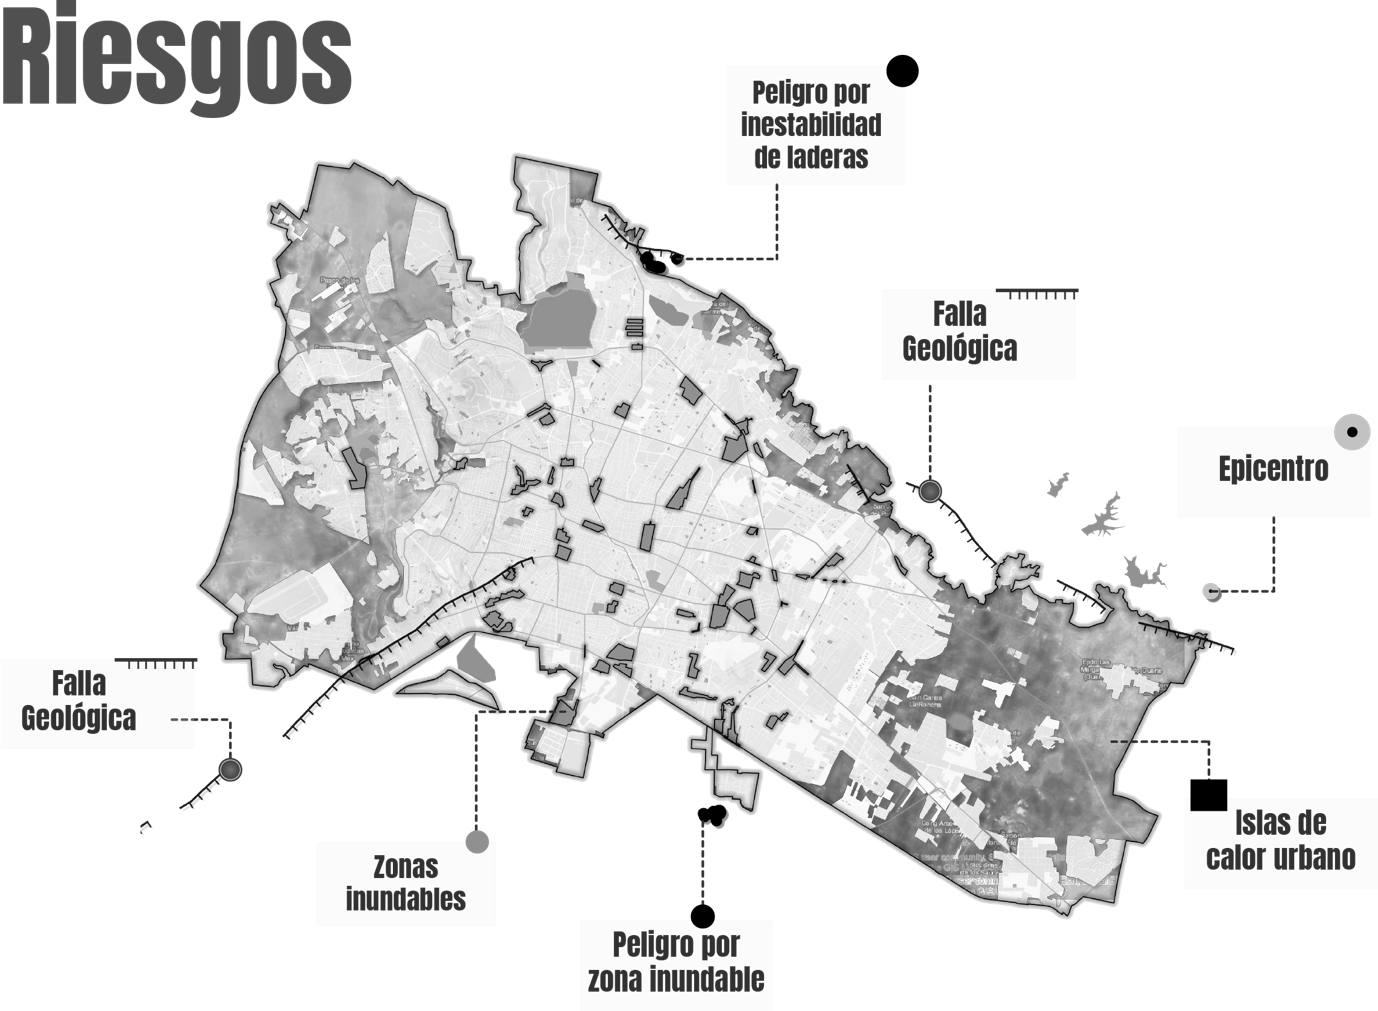 Riesgos
Peligro por
inestabilidad
de laderas
Falla
Geológica
Epicentro
Falla
Geológica
Islas de
calor urbano
Zonas
inundables
Peligro por
zona inundable